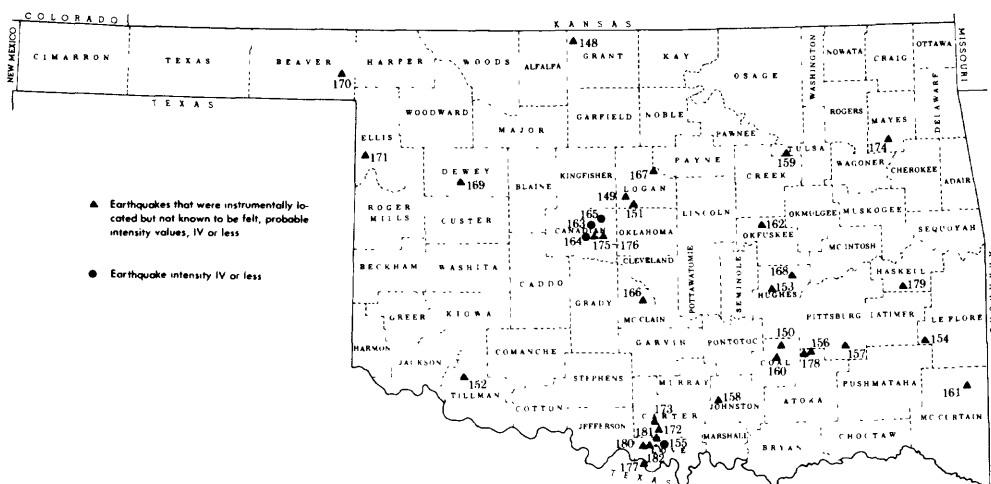 COLORADO
KANSAS
NEW MEXICO
MISSOURI
CIMARRON
TEXAS
BEAVER
HARPER
WOODS
ALFALFA
148
GRANT
KAY
OSAGE
WASHINGTON
NOWATA
CRAIG
OTTAWA
170
TEXAS
WOODWARD
MAJOR
GARFIELD
NOBLE
PAWNEE
ROGERS
MAYES
DELAWARE
174
ELLIS
171
DEWEY
169
BLAINE
KINGFISHER
167
PAYNE
159
TULSA
CREEK
WAGONER
CHEROKEE
ADAIR
149
LOGAN
151
LINCOLN
ROGER
MILLS
CUSTER
165
163
CANADIAN
164
175
176
OKLAHOMA
162
OKFUSKEE
OKMULGEE
MUSKOGEE
SEQUOYAH
MCINTOSH
CLEVELAND
BECKHAM
WASHITA
CADDO
GRADY
166
MCCLAIN
POTTAWATOMIE
SEMINOLE
168
153
HUGHES
HASKELL
179
PITTSBURG
LATIMER
LE FLORE
GREER
KIOWA
HARMON
JACKSON
COMANCHE
GARVIN
PONTOTOC
150
COAL
160
156
178
157
154
152
TILLMAN
STEPHENS
MURRAY
158
JOHNSTON
ATOKA
PUSHMATAHA
161
MCCURTAIN
COTTON
JEFFERSON
173
CARTER
172
181
155
180
182
177
MARSHALL
BRYAN
CHOCTAW
TEXAS
Earthquakes that were instrumentally lo-
cated but not known to be felt, probable
intensity values, IV or less
Earthquake intensity IV or less